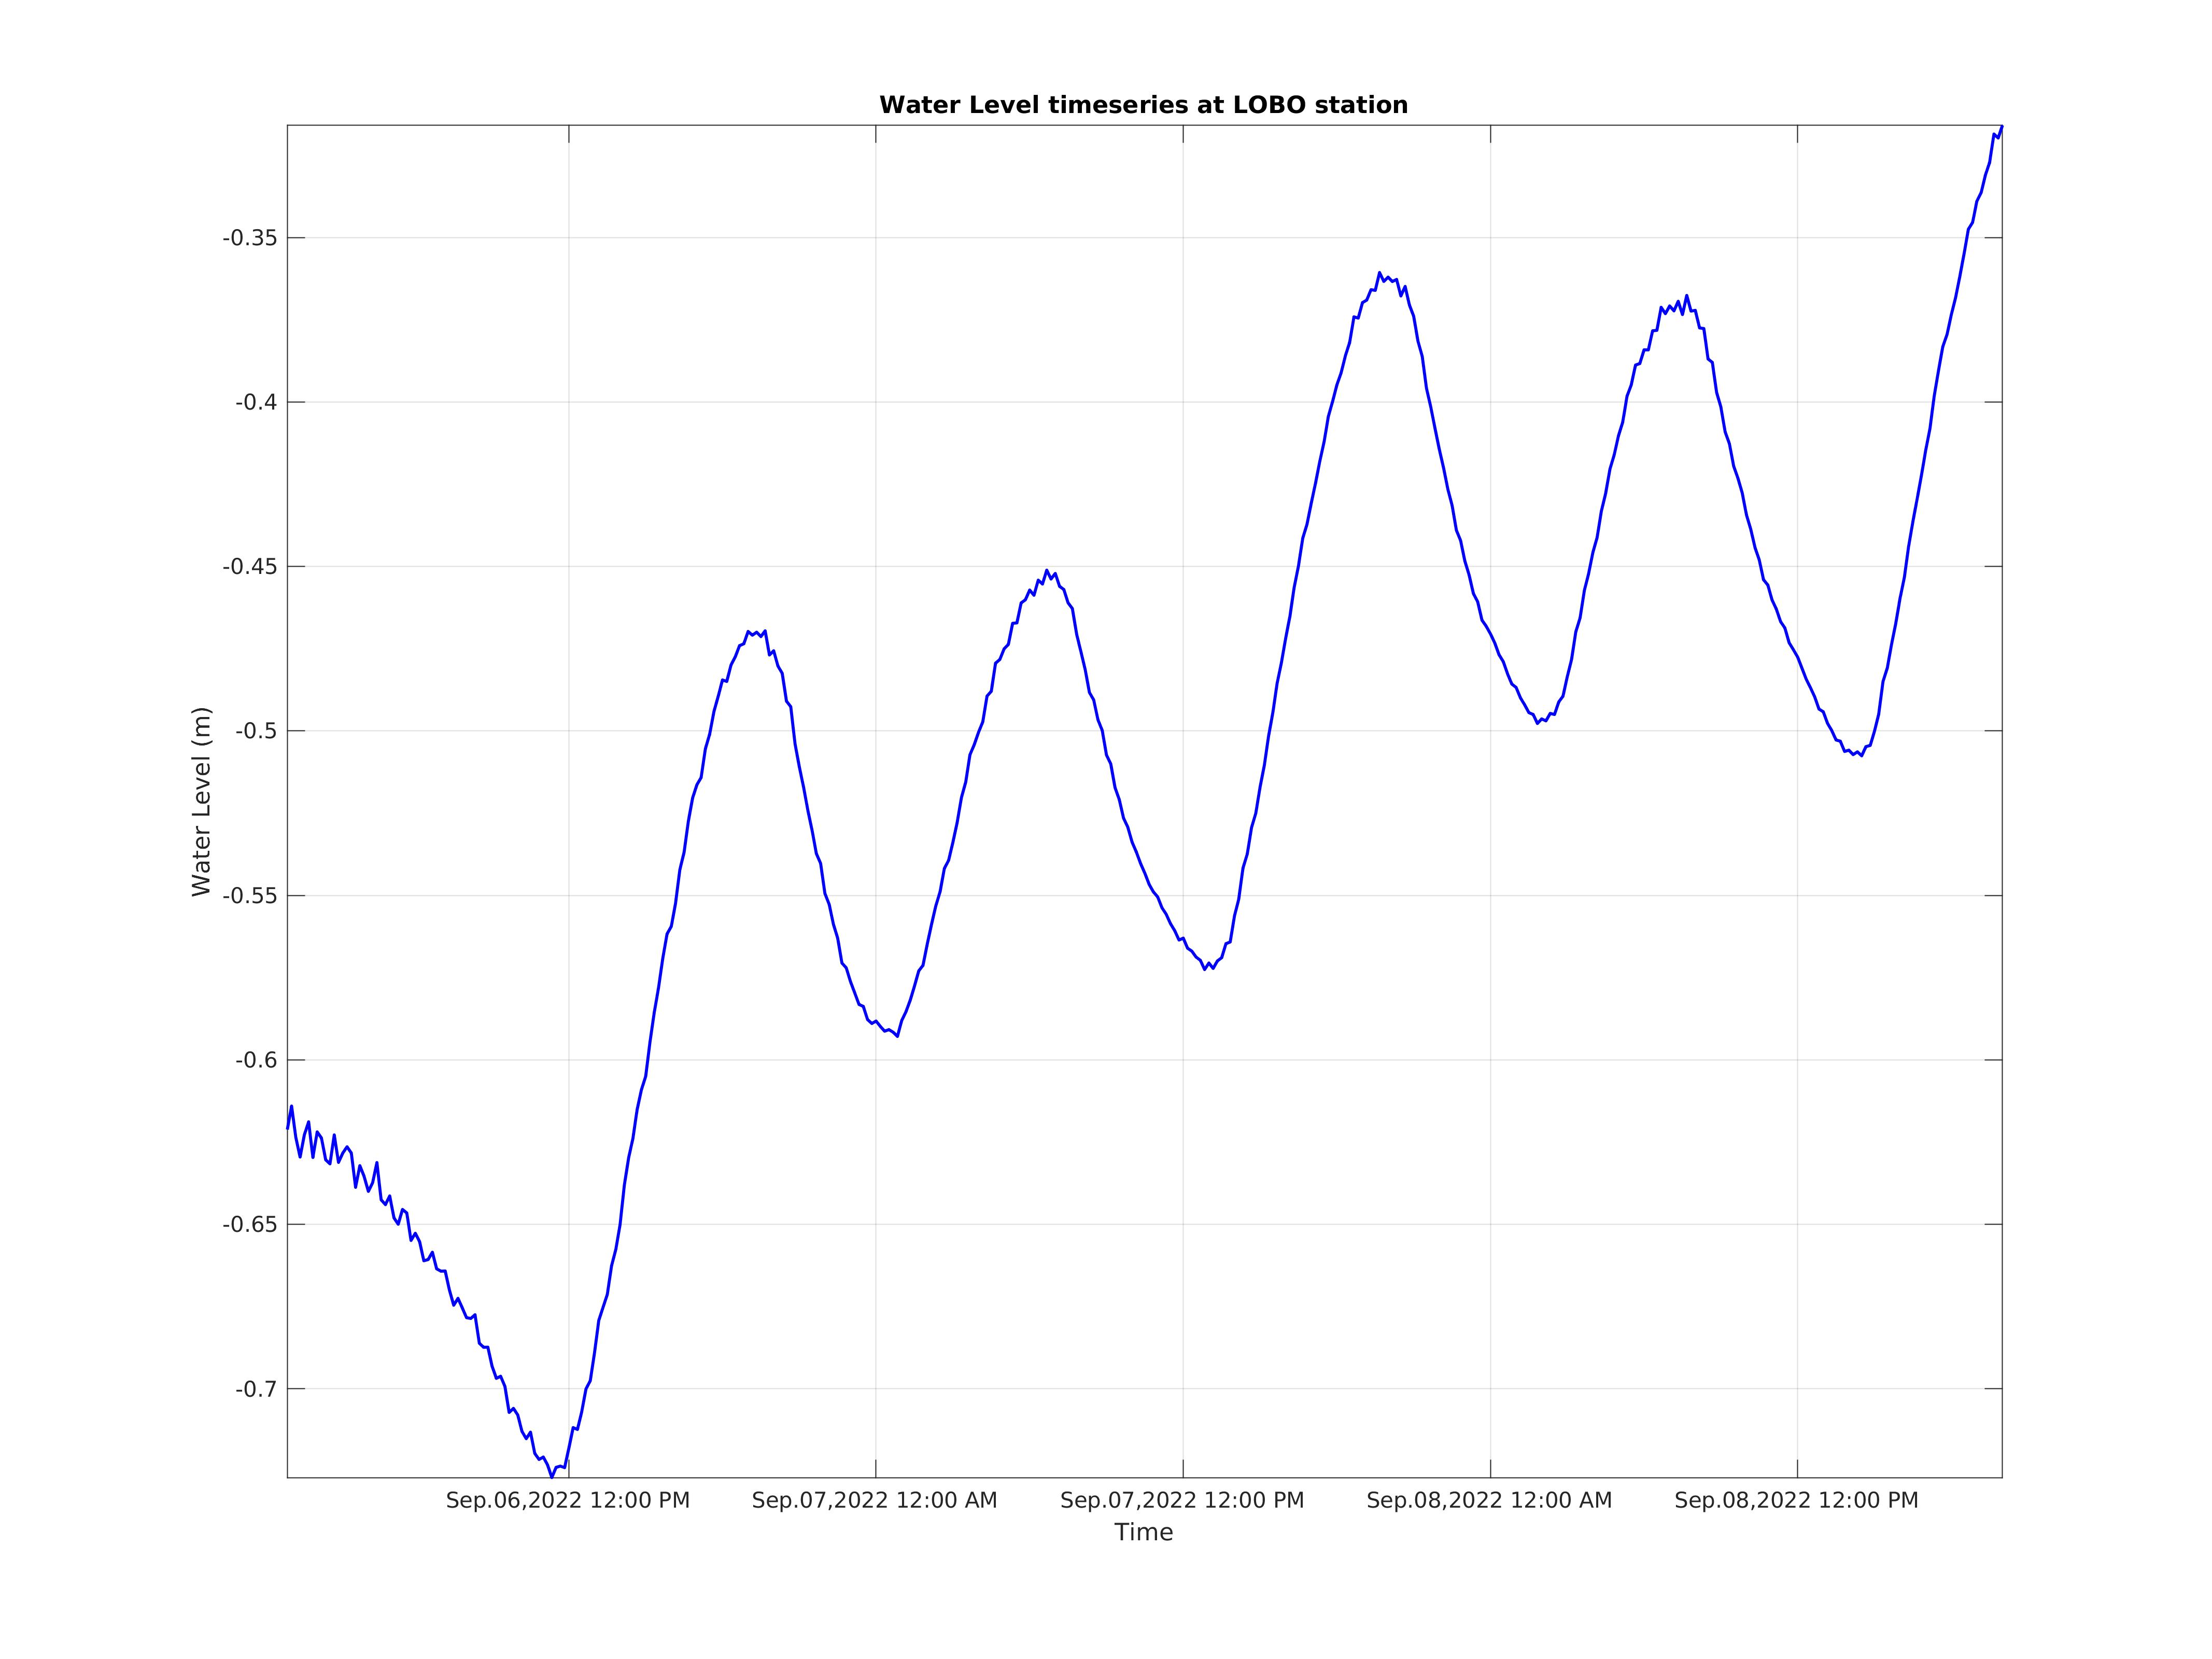 Water Level timeseries at LOBO station
-0.35
-0.4
-0.45
-0.5
-0.55
-0.6
-0.65
-0.7
Water Level (m)
Sep.06,2022 12:00 PM
Sep.07,2022 12:00 AM
Sep.07,2022 12:00 PM
Sep.08,2022 12:00 AM
Sep.08,2022 12:00 PM
Time